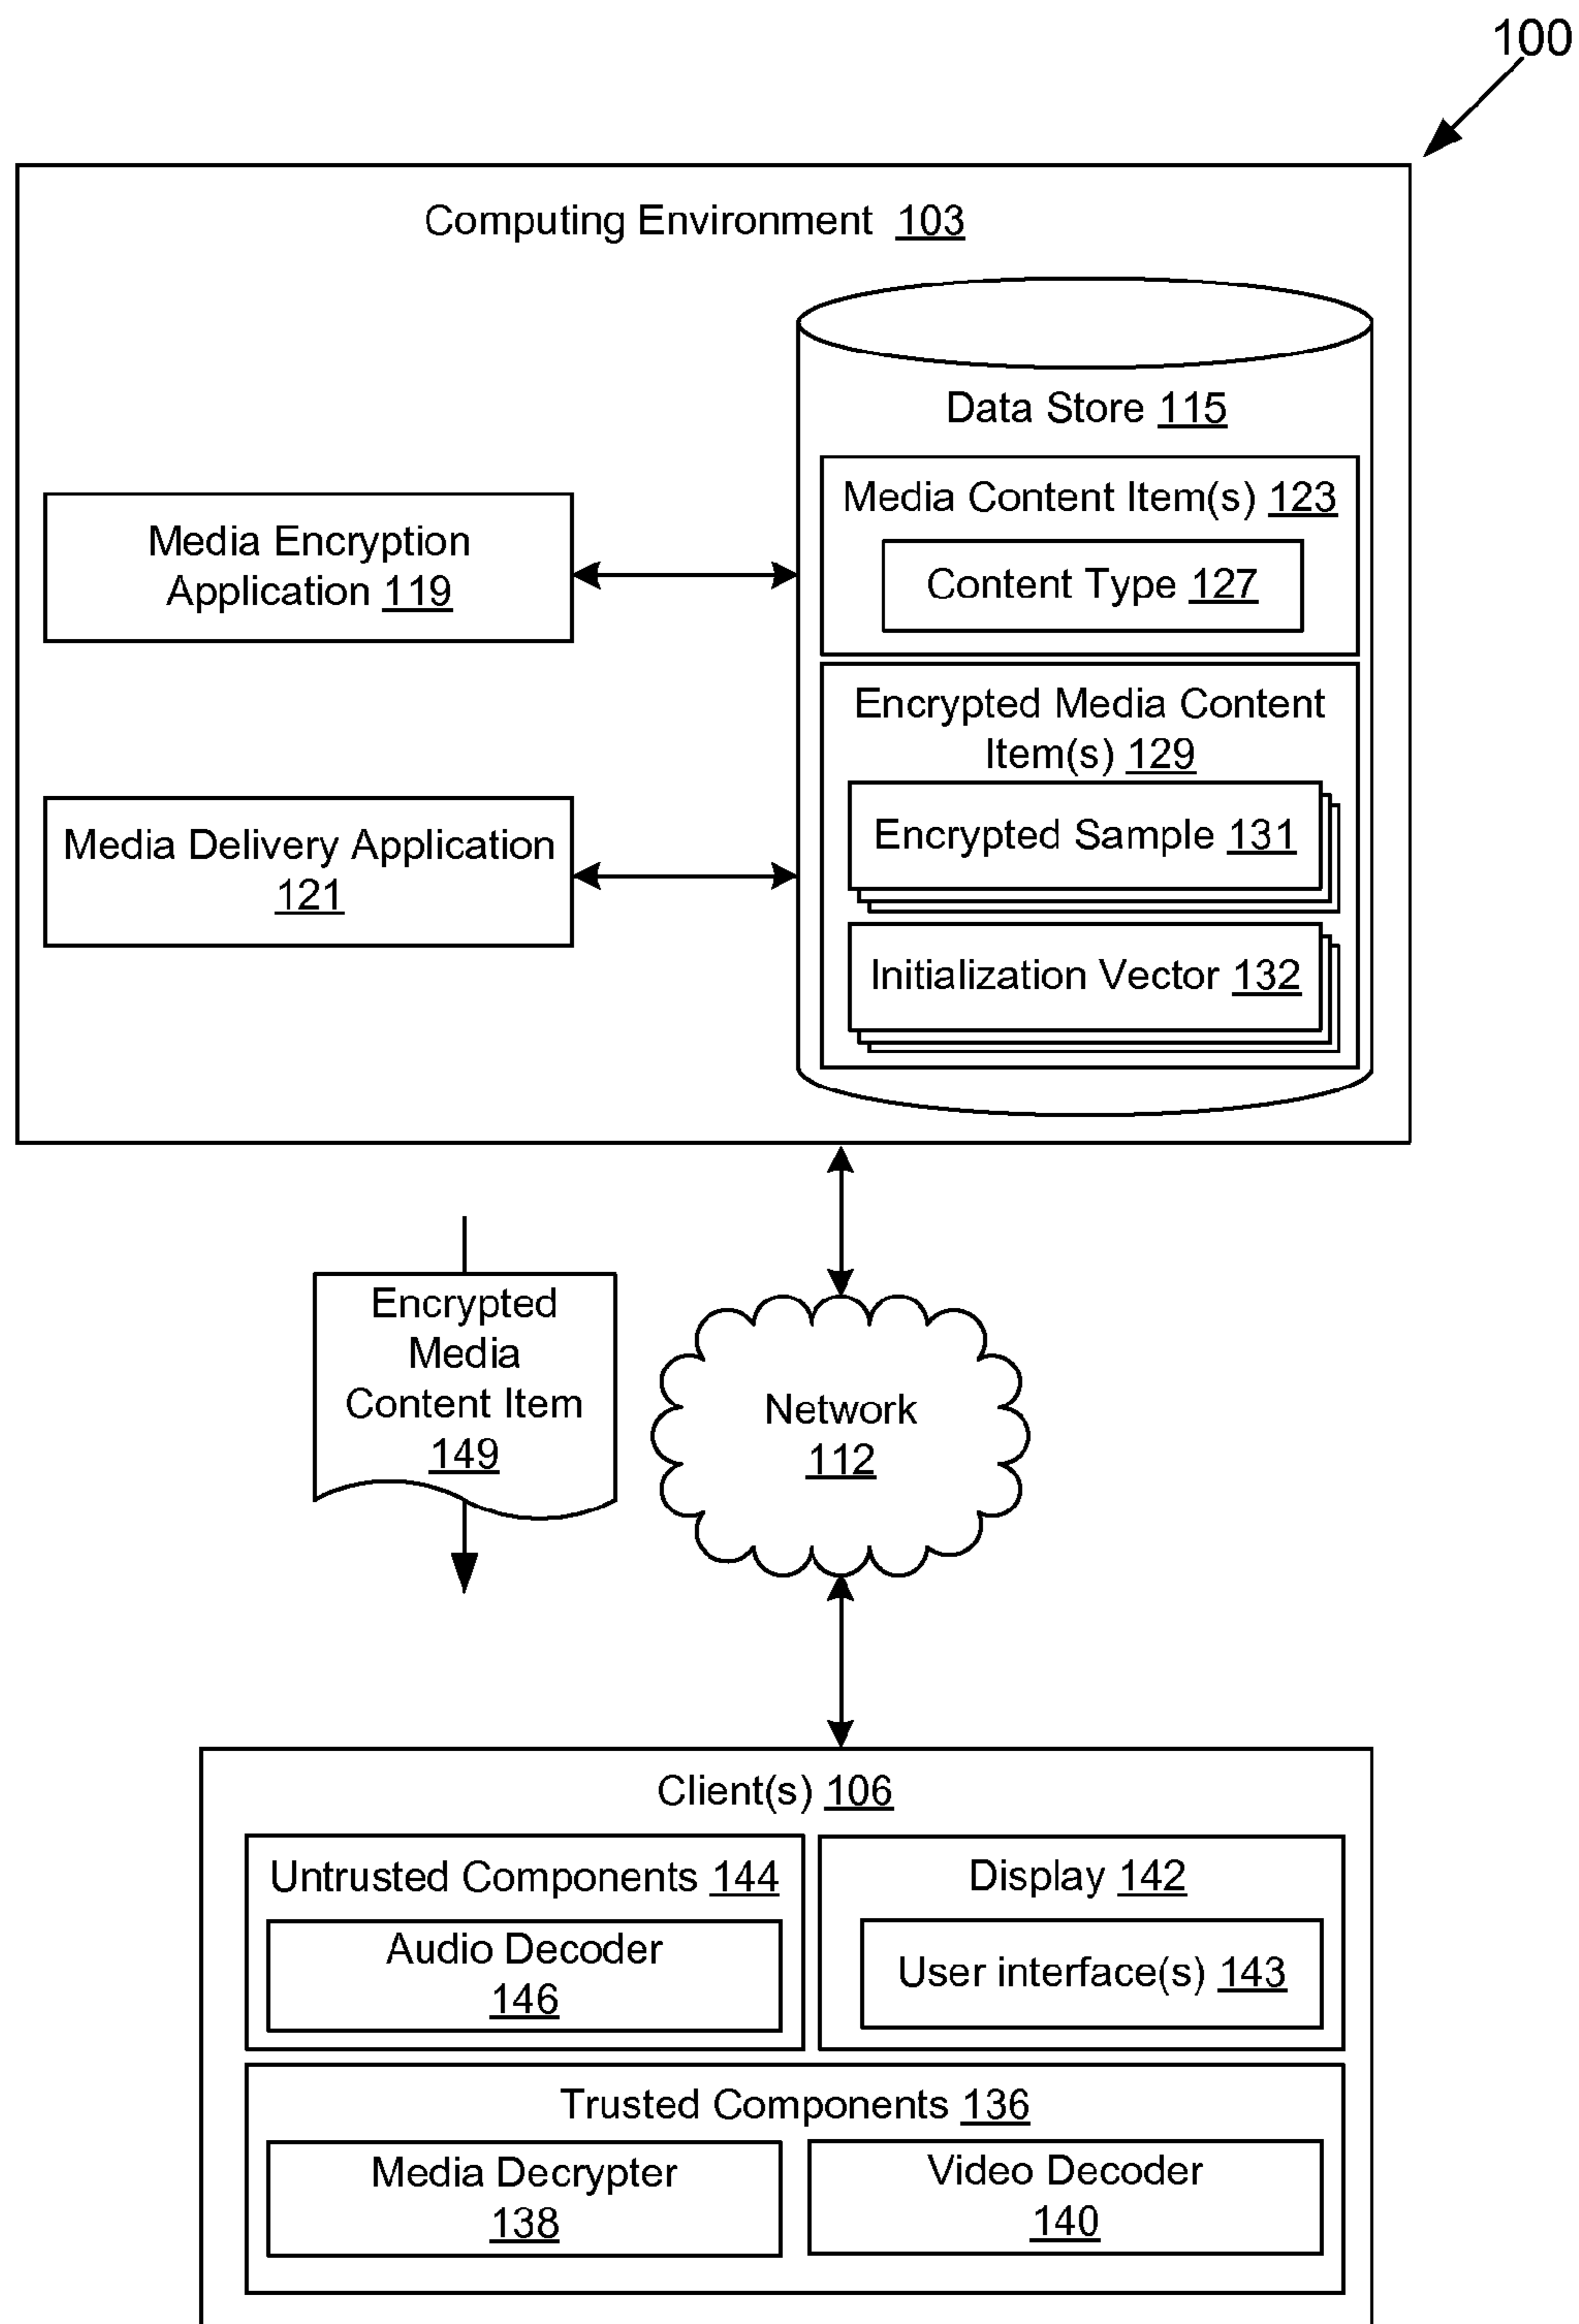 100
Computing Environment 103
Data Store 115
Media Content Item(s) 123
Content Type 127
Media Encryption
Application 119
Encrypted Media Content
Item(s) 129
Encrypted Sample 131
Initialization Vector 132
Media Delivery Application
121
Encrypted
Media
Content Item
149
Network
112
Client(s) 106
Untrusted Components 144
Audio Decoder
146
Display 142
User interface(s) 143
Trusted Components 136
Media Decrypter
138
Video Decoder
140